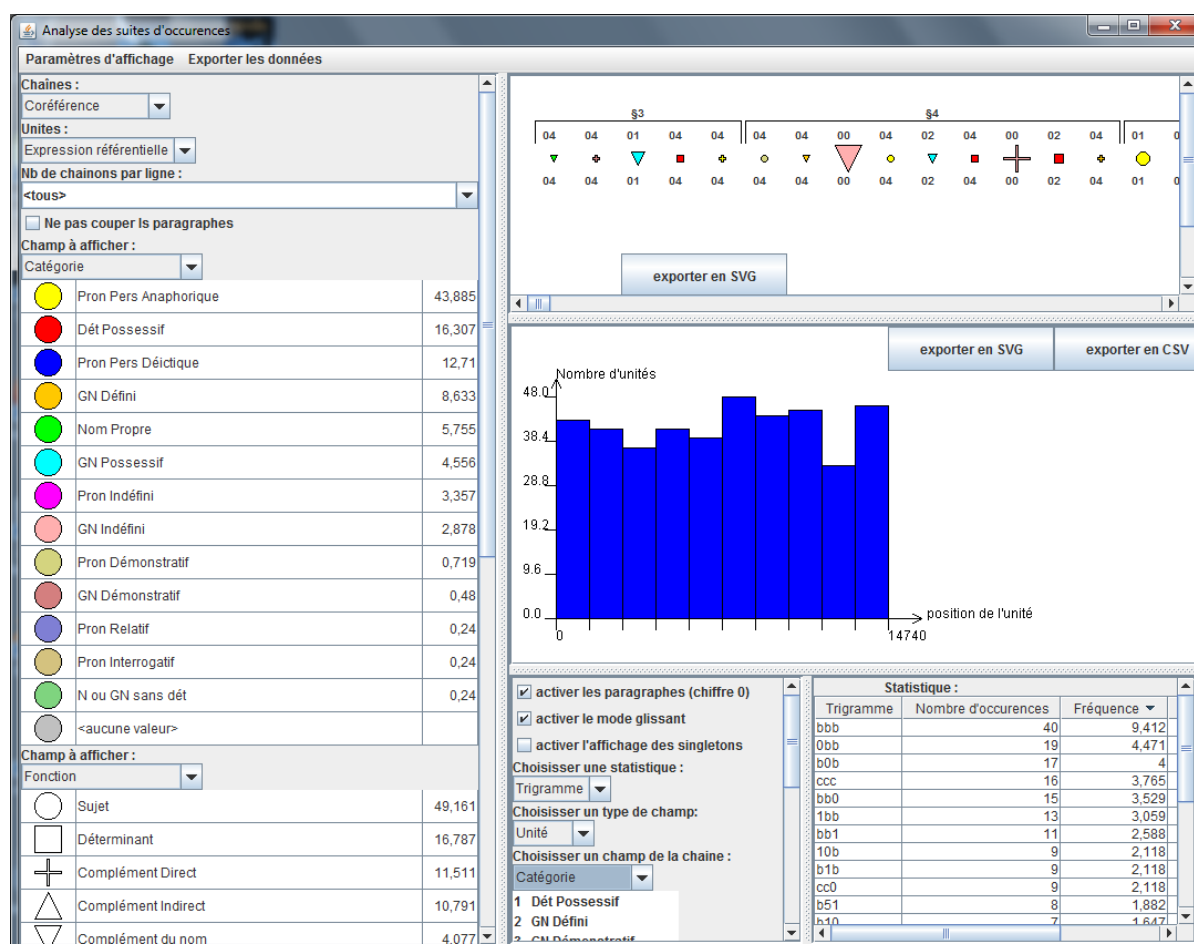 Analyse des suites d'occurences
Paramètres d'affichage Exporter les données
Chaînes :
Coréférence
Unites :
Expression référentielle
Nb de chainons par ligne :
<tous>
Ne pas couper ls paragraphes
Champ à afficher :
Catégorie
Pron Pers Anaphorique 43,885
Dét Possessif 16,307
Pron Pers Déictique 12,71
GN Défini 8,633
Nom Propre 5,755
GN Possessif 4,556
Pron Indéfini 3,357
GN Indéfini 2,878
Pron Démonstratif 0,719
GN Démonstratif 0,48
Pron Relatif 0,24
Pron Interrogatif 0,24
N ou GN sans dét 0,24
<aucune valeur>
Champ à afficher :
Fonction
Sujet 49,161
Déterminant 16,787
Complément Direct 11,511
Complément Indirect 10,791
Complément du nom 4,077
§3 §4
04 04 01 04 04 04 04 00 04 02 04 00 02 04 01 0
04 04 01 04 04 04 04 00 04 02 04 00 02 04 01 0
exporter en SVG
exporter en SVG exporter en CSV
Nombre d'unités
48.0
38.4
28.8
19.2
9.6
0.0
position de l'unité
0 14740
activer les paragraphes (chiffre 0)
activer le mode glissant
activer l'affichage des singletons
Choisisser une statistique :
Trigramme
Choisisser un type de champ:
Unité
Choisisser un champ de la chaine :
Catégorie
1 Dét Possessif
2 GN Défini
3 GN Démonstratif
Statistique :
Trigramme Nombre d'occurences Fréquence
bbb 40 9,412
0bb 19 4,471
b0b 17 4
ccc 16 3,765
bb0 15 3,529
1bb 13 3,059
bb1 11 2,588
10b 9 2,118
b1b 9 2,118
cc0 9 2,118
b51 8 1,882
b10 7 1,647